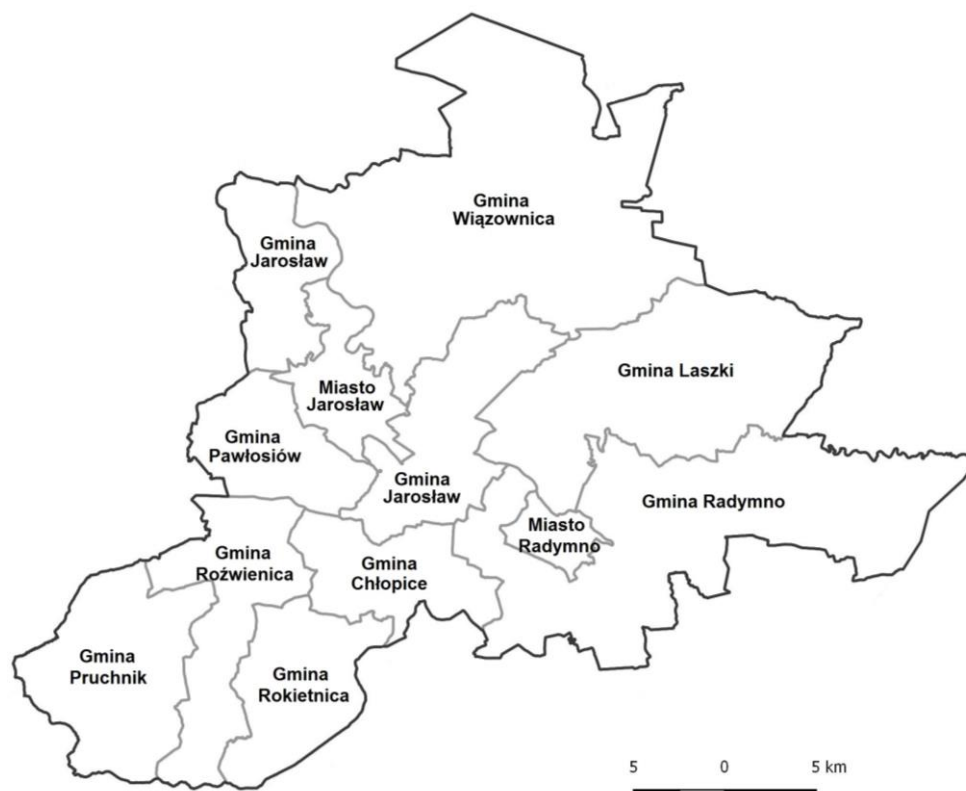 Gmina
Wiązownica
Gmina
Jarosław
Gmina Laszki
Miasto
Jarosław
Gmina
Pawłosiów
Gmina
Jarosław
Gmina Radymno
Miasto
Radymno
Gmina
Roźwienica
Gmina
Chłopice
Gmina
Pruchnik
Gmina
Rokietnica
5 0 5 km